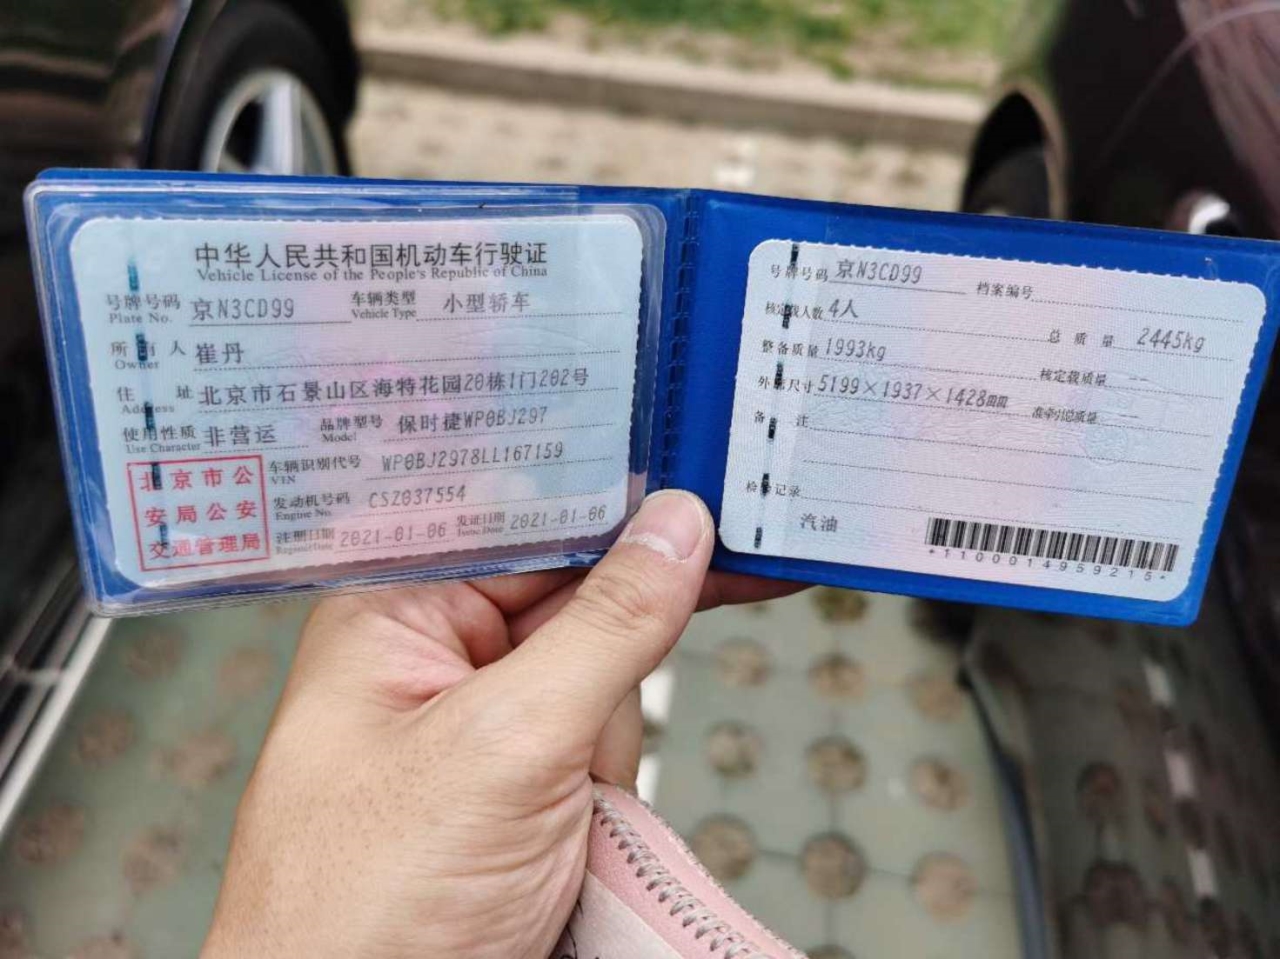 中华人民共和国机动车行驶证
Vehicle License of the People's Republic of China
号牌号码 京N3CD99 车辆类型 小型轿车
Plate No. Vehicle Type
所有人 崔丹
Owner
住址 北京市石景山区海特花园20栋1门202号
Address
使用性质 非营运 品牌型号 保时捷WP0BJ297
Use Character Model
北京市公
安局公安
交通管理局
车辆识别代号 WP0BJ2978LL167159
VIN
发动机号码 CSZ037554
Engine No.
注册日期 2021-01-06 发证日期 2021-01-06
Register Date Issue Date
号牌号码 京N3CD99 档案编号
核定载人数 4人 总质量 2445kg
整备质量 1993kg 核定载质量 --
外廓尺寸 5199×1937×1428mm 准牵引总质量 --
备注
检验记录
汽油
*1100014959215*